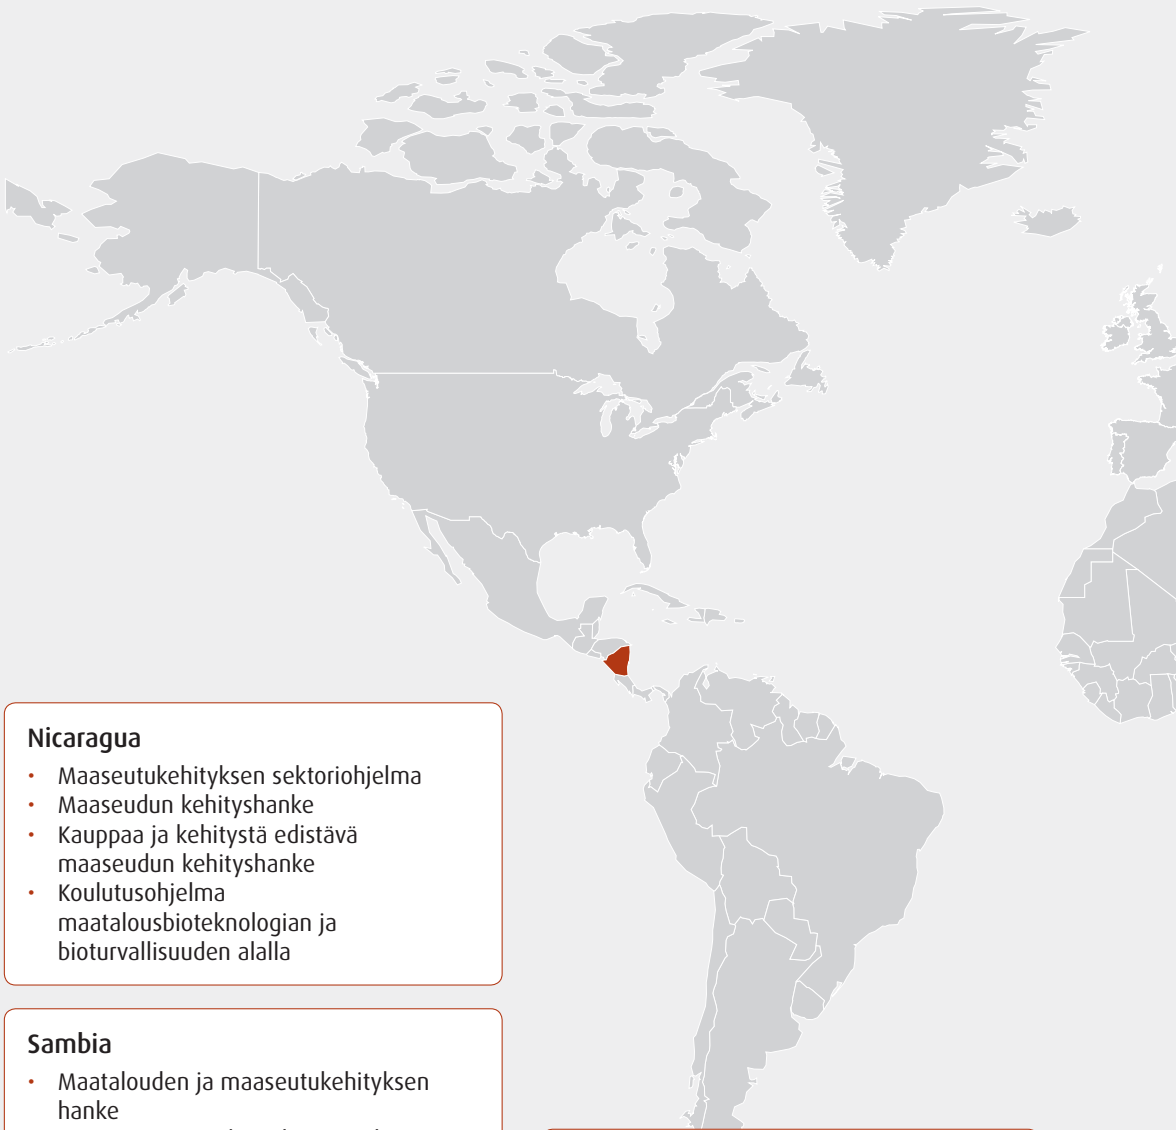 Nicaragua
• Maaseutukehityksen sektoriohjelma
• Maaseudun kehityshanke
• Kauppaa ja kehitystä edistävä
maaseudun kehityshanke
• Koulutusohjelma
maatalousbioteknologian ja
bioturvallisuuden alalla
Sambia
• Maatalouden ja maaseutukehityksen
hanke